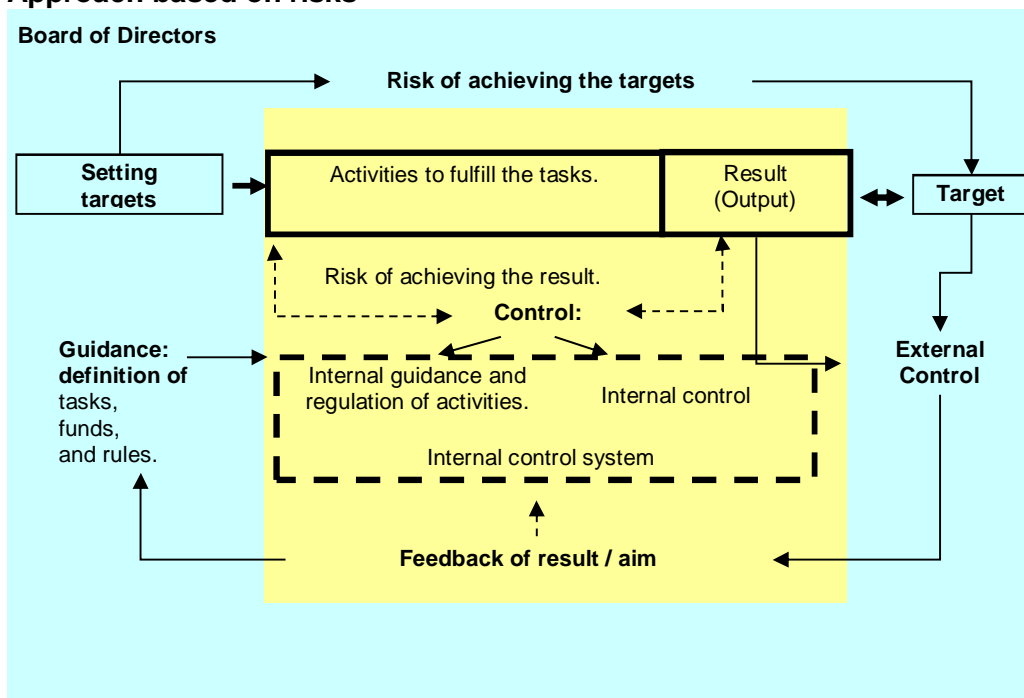 Approach based on risks
Board of Directors
Risk of achieving the targets
Setting
targets
Activities to fulfill the tasks.
Result
(Output)
Target
Risk of achieving the result.
Control:
Guidance:
definition of
tasks,
funds,
and rules.
Internal guidance and
regulation of activities.
Internal control
Internal control system
External
Control
Feedback of result / aim